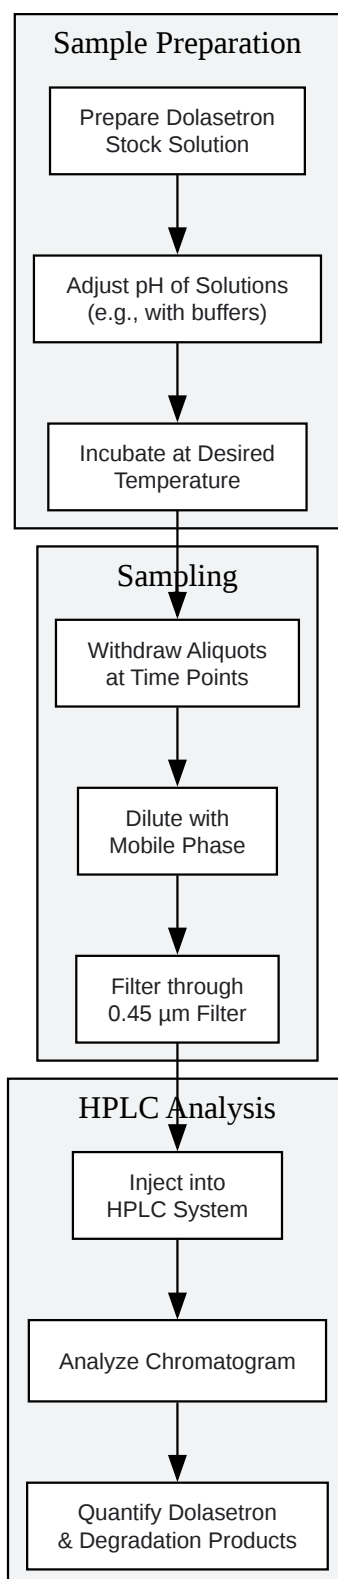 Sample Preparation
Prepare Dolasetron
Stock Solution
Adjust pH of Solutions
(e.g., with buffers)
Incubate at Desired
Temperature
Sampling
Withdraw Aliquots
at Time Points
Dilute with
Mobile Phase
Filter through
0.45 µm Filter
HPLC Analysis
Inject into
HPLC System
Analyze Chromatogram
Quantify Dolasetron
& Degradation Products